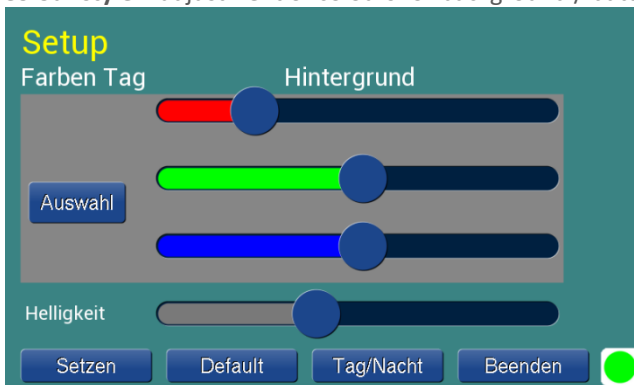 Setup
Farben Tag Hintergrund
Auswahl
Helligkeit
Setzen Default Tag/Nacht Beenden